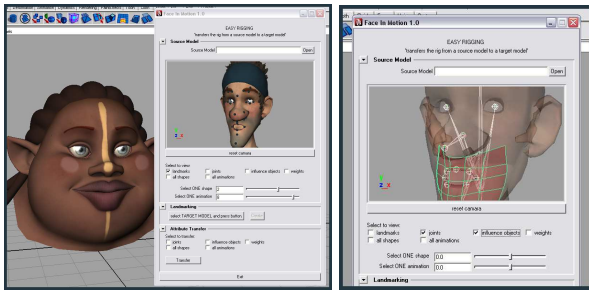 Face In Motion 1.0
EASY RIGGING
'transfers the rig from a source model to a target model'
Source Model
Source Model
Open
reset camara
Select to view:
landmarks
joints
influence objects
weights
all shapes
all animations
Select ONE shape
Select ONE animation
Landmarking
select TARGET MODEL and press button
Attribute Transfer
Select to transfer:
joints
influence objects
weights
all shapes
all animations
Transfer
Exit
Face In Motion 1.0
EASY RIGGING
'transfers the rig from a source model to a target model'
Source Model
Source Model
Open
reset camara
Select to view:
landmarks
joints
influence objects
weights
all shapes
all animations
Select ONE shape
0.0
Select ONE animation
0.0
Landmarking